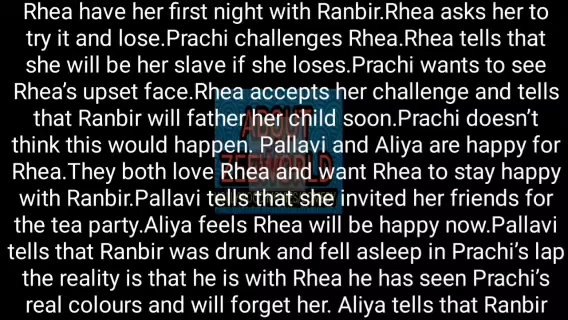 Rhea have her first night with Ranbir.Rhea asks her to
try it and lose.Prachi challenges Rhea.Rhea tells that
she will be her slave if she loses.Prachi wants to see
Rhea’s upset face.Rhea accepts her challenge and tells
that Ranbir will father her child soon.Prachi doesn’t
think this would happen. Pallavi and Aliya are happy for
Rhea.They both love Rhea and want Rhea to stay happy
with Ranbir.Pallavi tells that she invited her friends for
the tea party.Aliya feels Rhea will be happy now.Pallavi
tells that Ranbir was drunk and fell asleep in Prachi’s lap
the reality is that he is with Rhea he has seen Prachi’s
real colours and will forget her. Aliya tells that Ranbir
ABOUT
ZEEWORLD